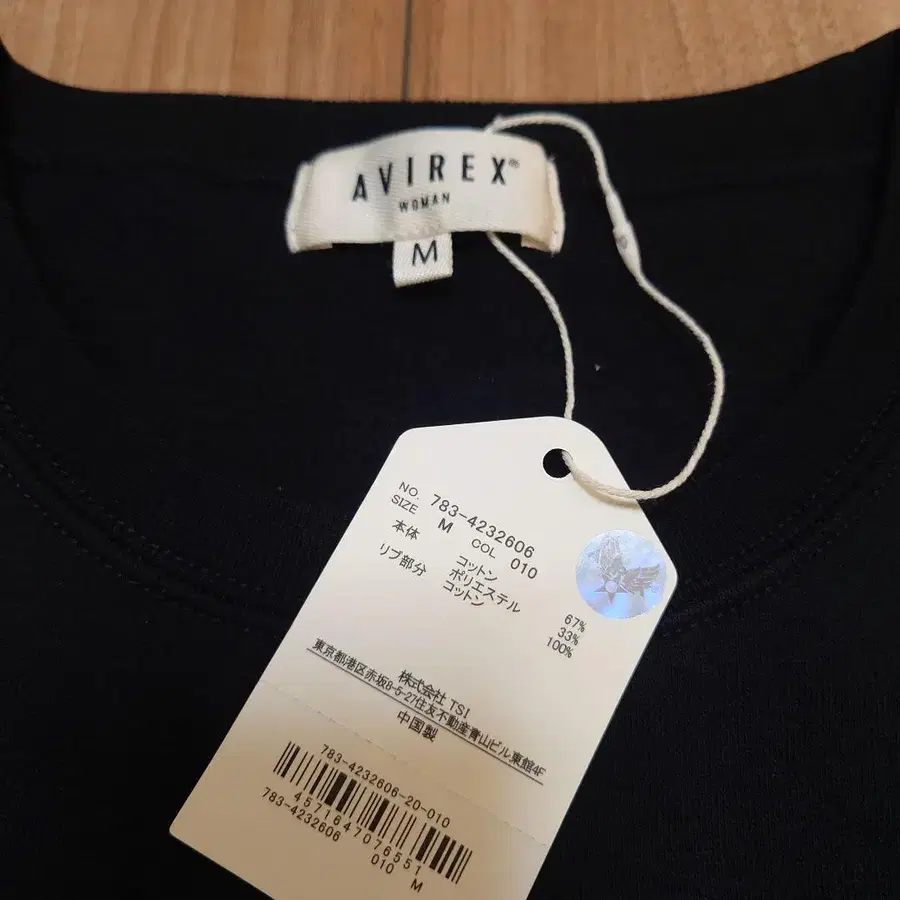 AVIREX®
WOMAN
M
NO. 783-4232606
SIZE M COL 010
本体 コットン 67%
ポリエステル 33%
リブ部分 コットン 100%
株式会社 TSI
東京都港区赤坂8-5-27住友不動産青山ビル東館4F
中国製
783-4232606-20-010
4571647076551
783-4232606 010 M